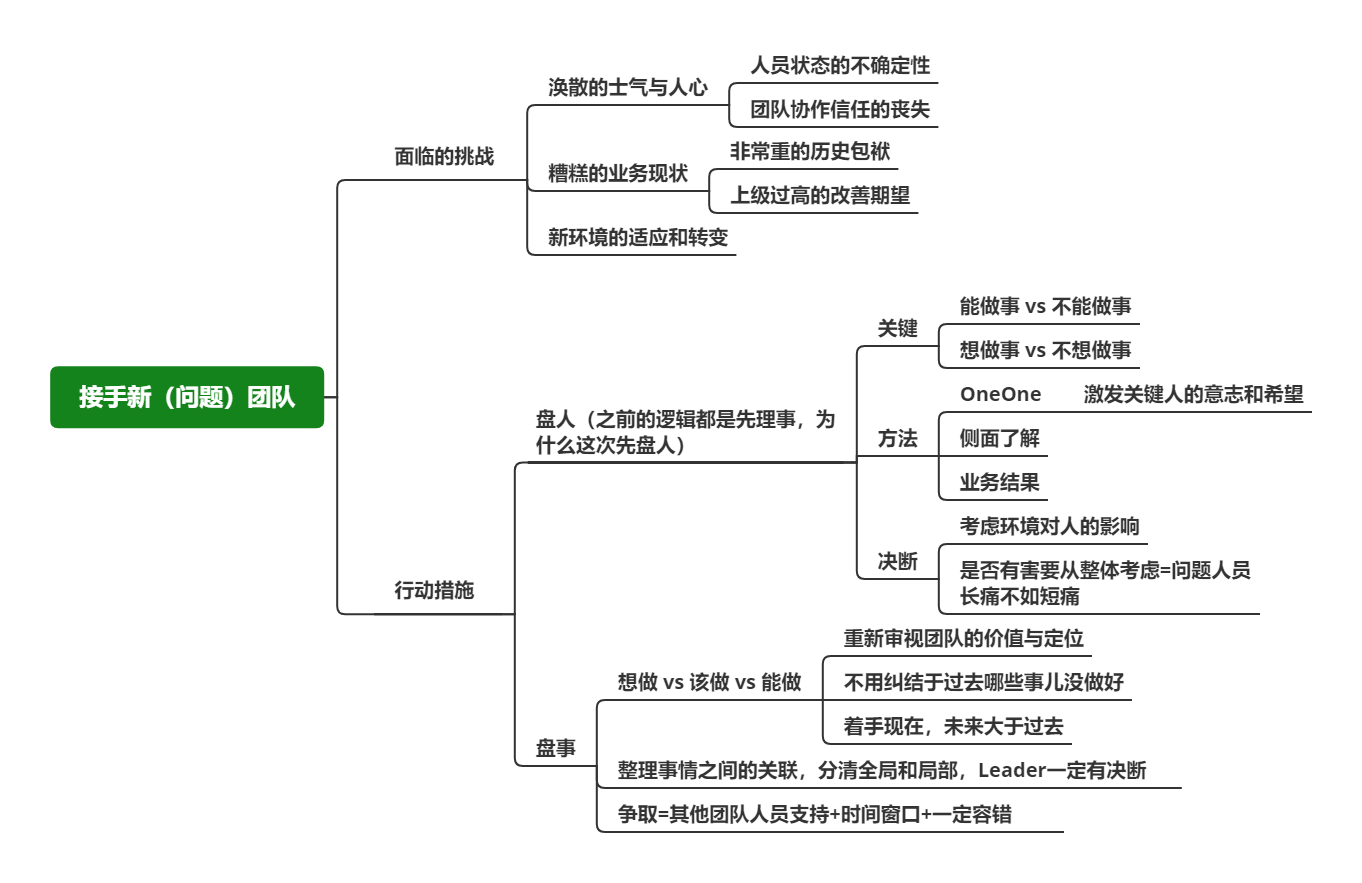 接手新（问题）团队
面临的挑战
涣散的士气与人心
人员状态的不确定性
团队协作信任的丧失
糟糕的业务现状
非常重的历史包袱
上级过高的改善期望
新环境的适应和转变
行动措施
盘人（之前的逻辑都是先理事，为
什么这次先盘人）
关键
能做事 vs 不能做事
想做事 vs 不想做事
方法
OneOne 激发关键人的意志和希望
侧面了解
业务结果
决断
考虑环境对人的影响
是否有害要从整体考虑=问题人员
长痛不如短痛
盘事
想做 vs 该做 vs 能做
重新审视团队的价值与定位
不用纠结于过去哪些事儿没做好
着手现在，未来大于过去
整理事情之间的关联，分清全局和局部，Leader一定有决断
争取=其他团队人员支持+时间窗口+一定容错